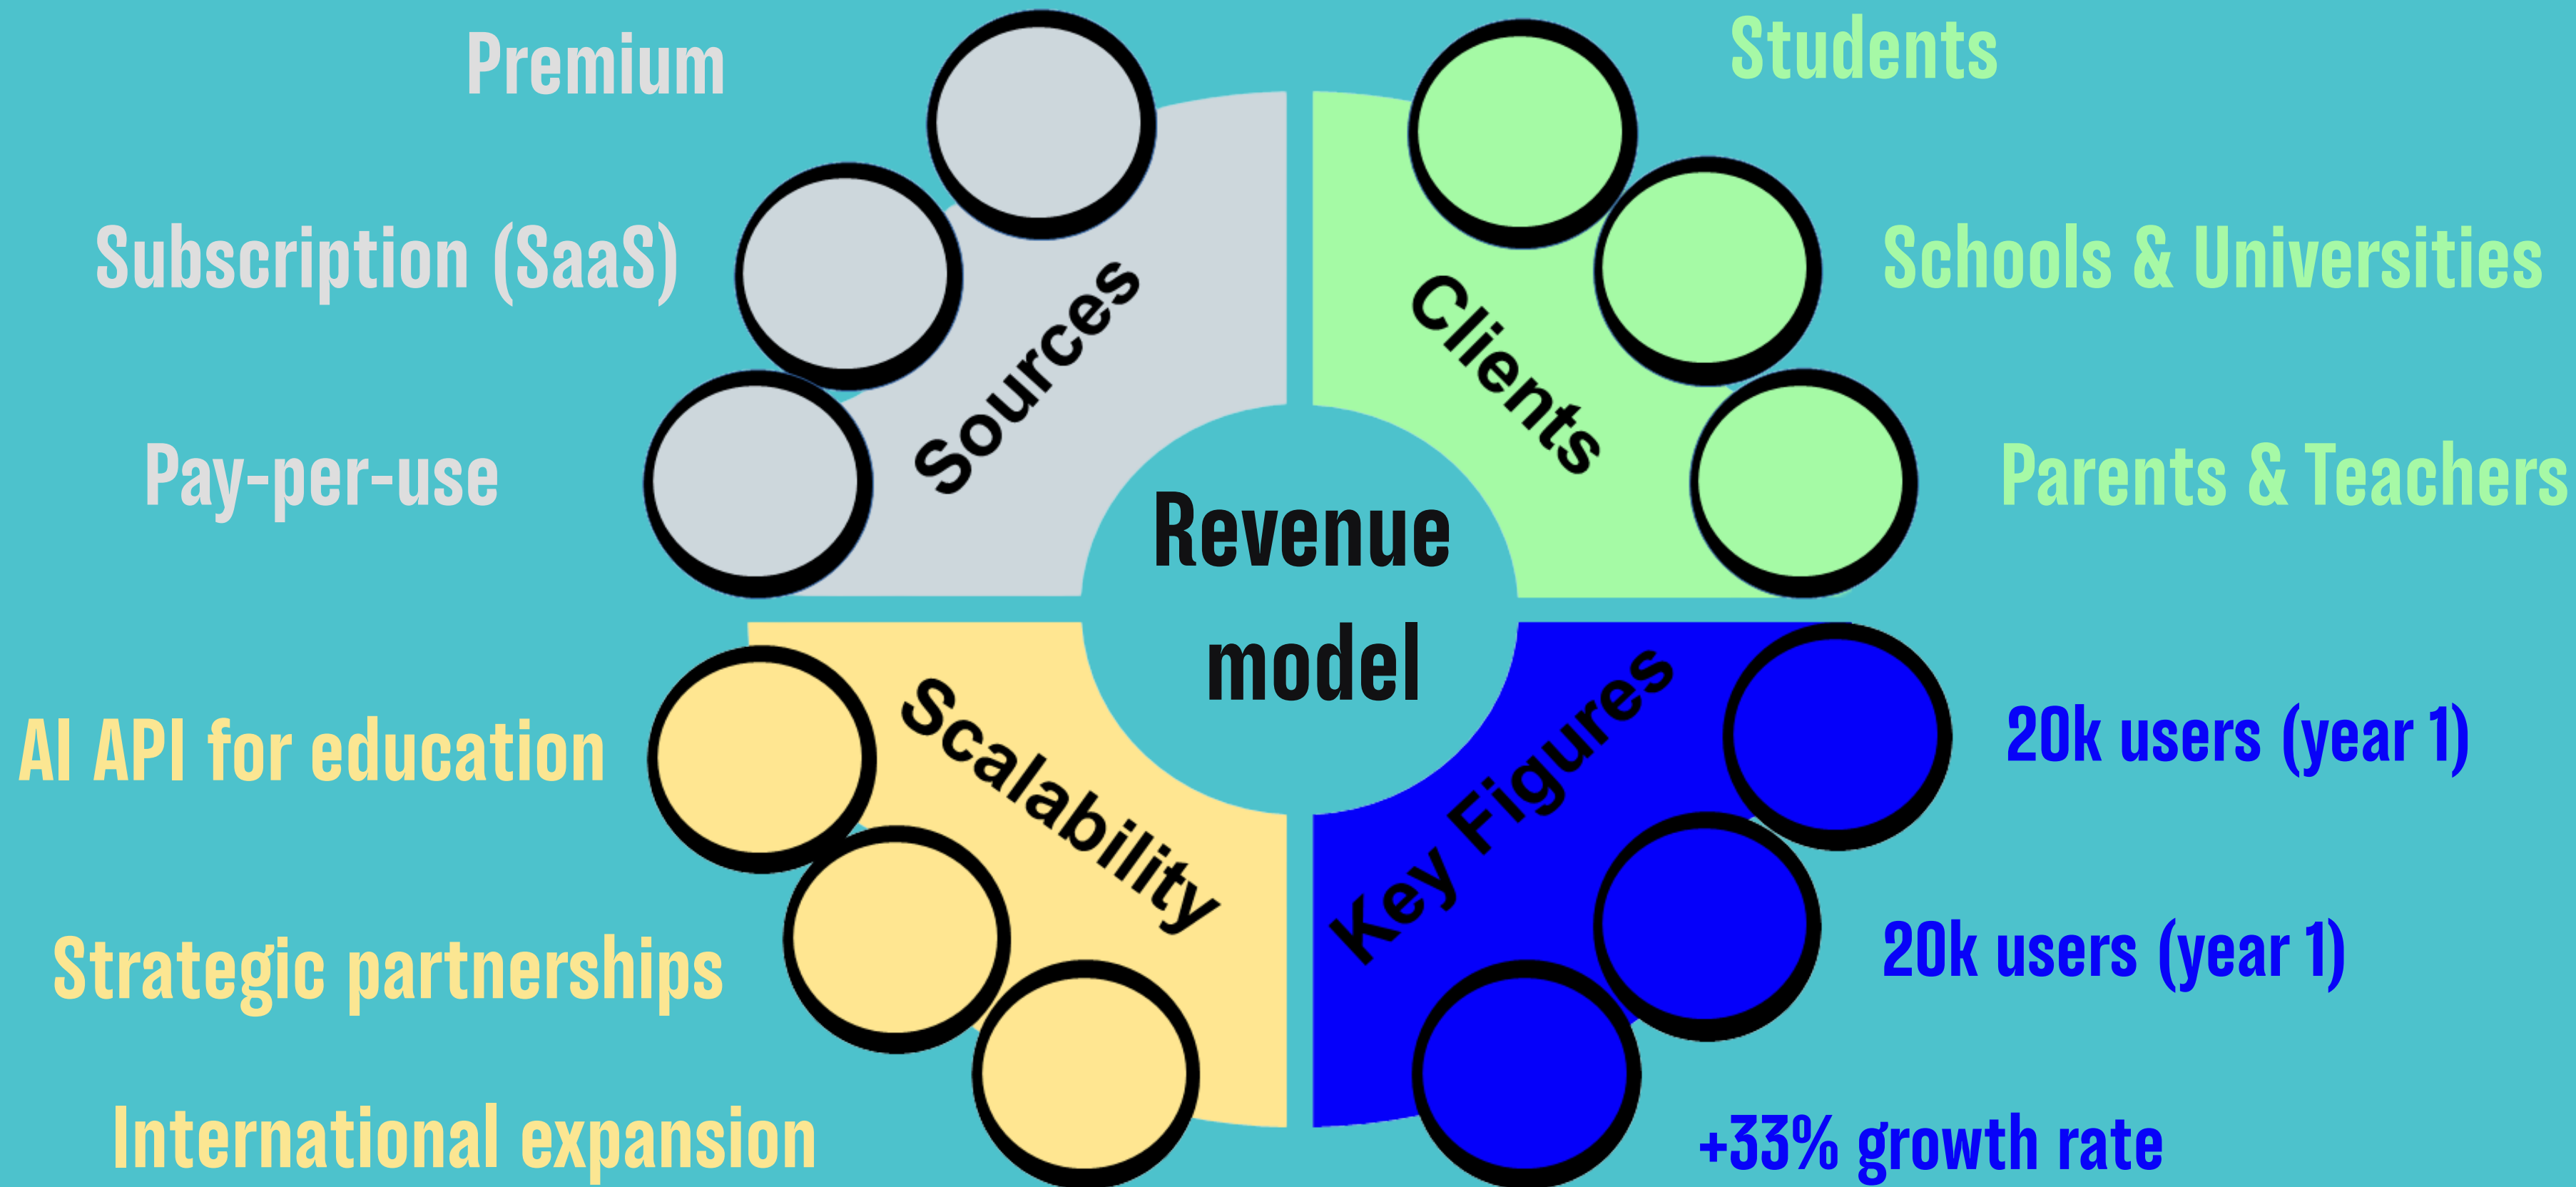 Premium
Subscription (SaaS)
Pay-per-use
Sources
Students
Schools & Universities
Parents & Teachers
Clients
Revenue
model
AI API for education
Strategic partnerships
International expansion
Scalability
Key Figures
20k users (year 1)
20k users (year 1)
+33% growth rate